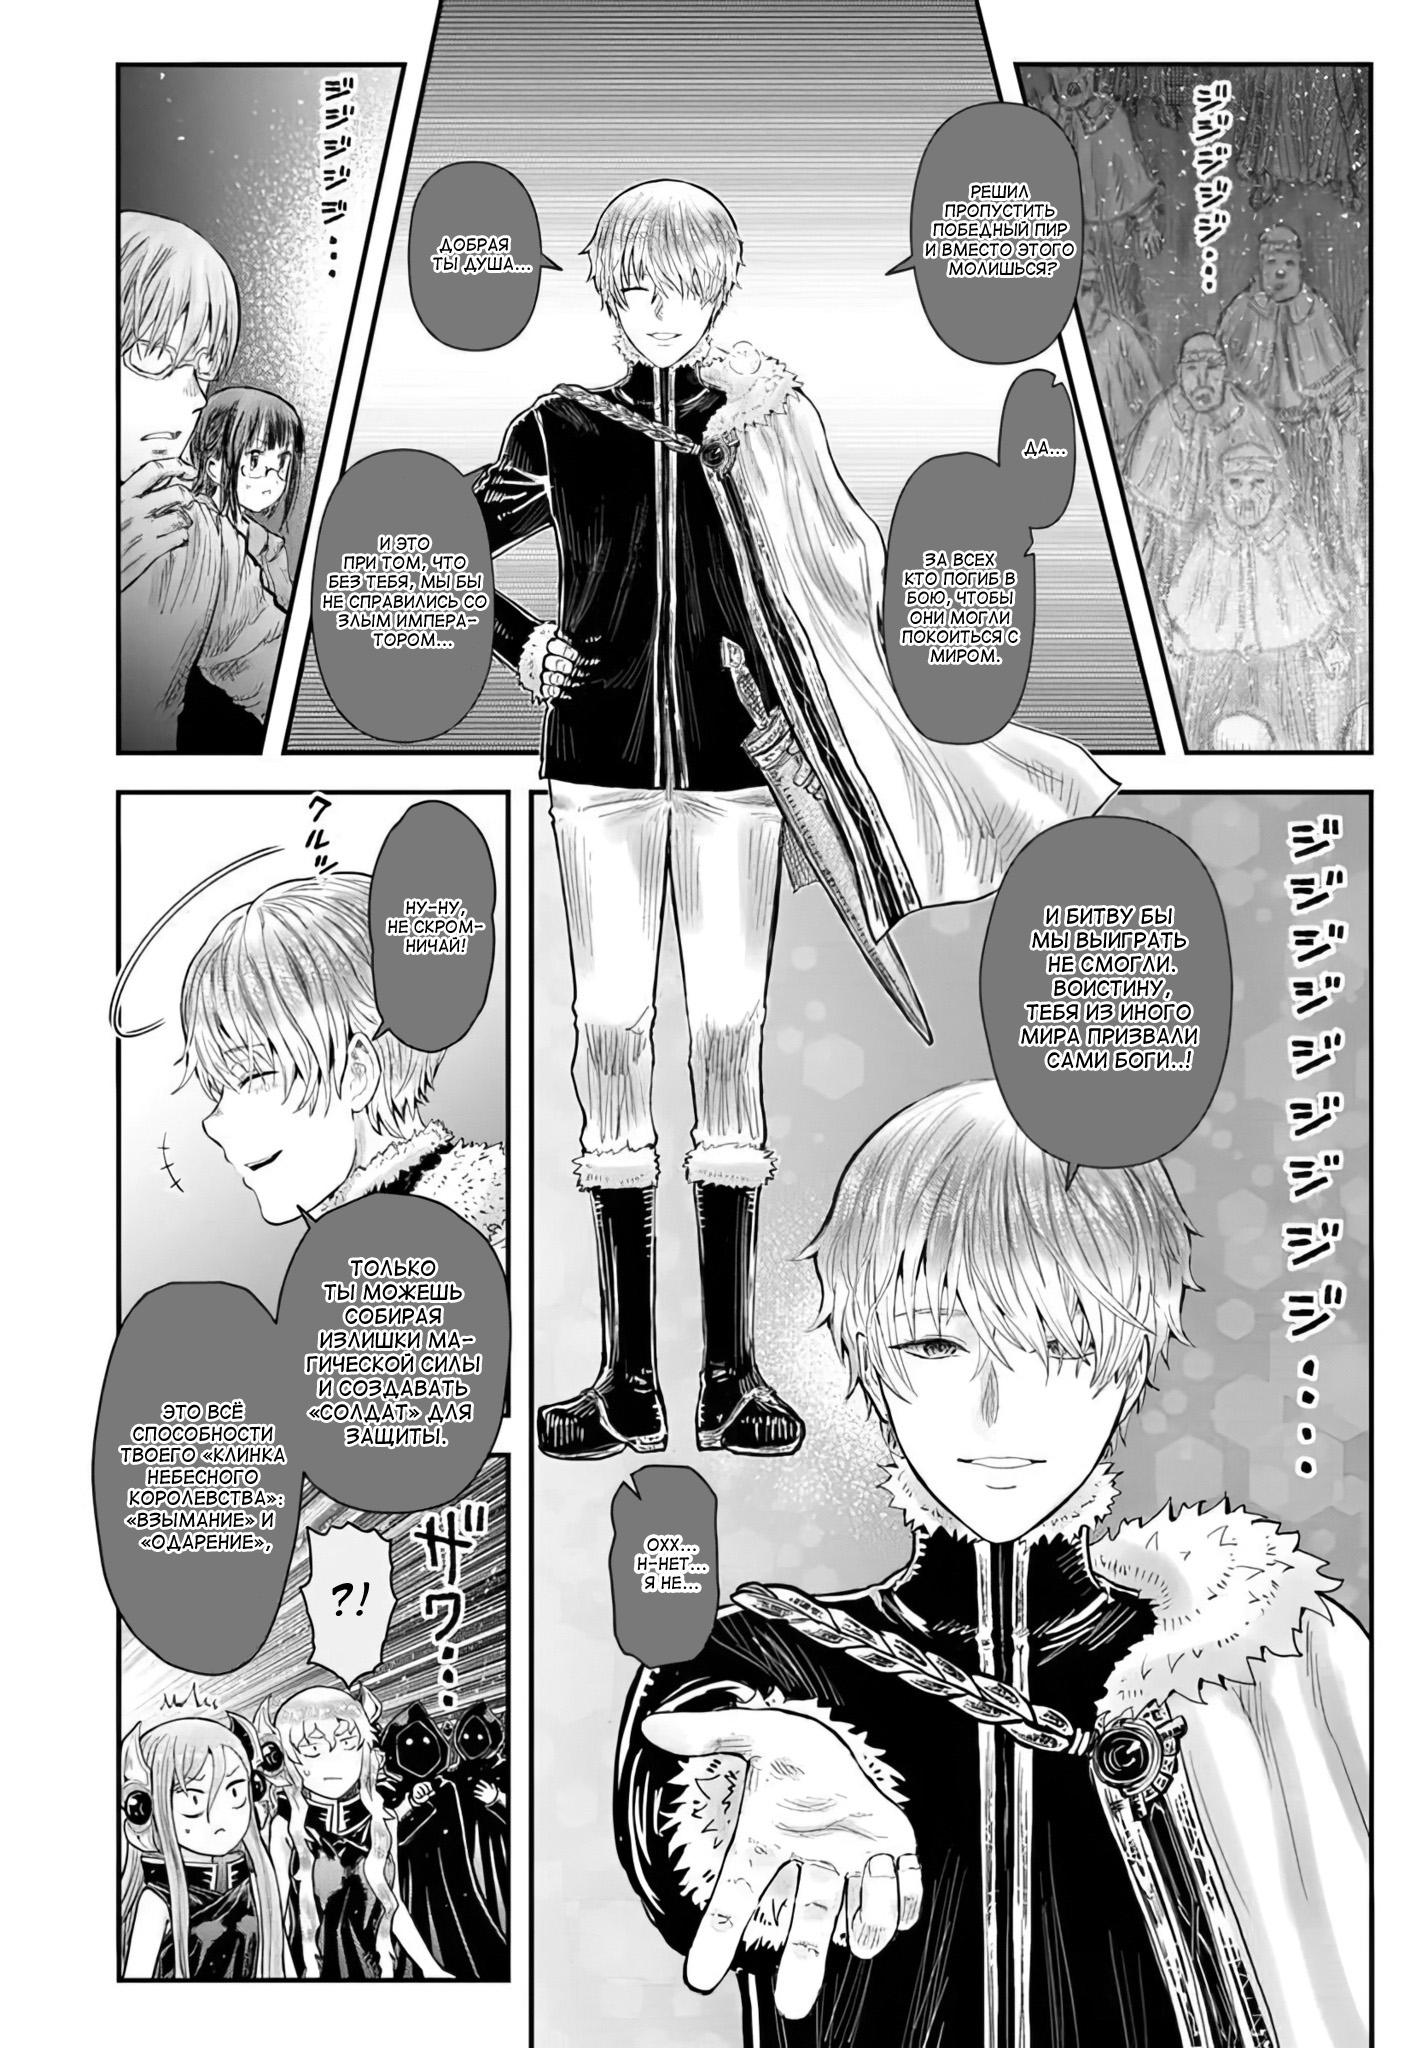 ジジジジジ...
РЕШИЛ
ПРОПУСТИТЬ
ПОБЕДНЫЙ ПИР
И ВМЕСТО ЭТОГО
МОЛИШЬСЯ?
ДА...
ЗА ВСЕХ
КТО ПОГИБ В
БОЮ, ЧТОБЫ
ОНИ МОГЛИ
ПОКОИТЬСЯ С
МИРОМ.
ДОБРАЯ
ТЫ ДУША...
И ЭТО
ПРИ ТОМ, ЧТО
БЕЗ ТЕБЯ, МЫ БЫ
НЕ СПРАВИЛИСЬ СО
ЗЛЫМ ИМПЕРА-
ТОРОМ...
ジジジジジ...
ジジジジジジジジジ....
И БИТВУ БЫ
МЫ ВЫИГРАТЬ
НЕ СМОГЛИ.
ВОИСТИНУ,
ТЕБЯ ИЗ ИНОГО
МИРА ПРИЗВАЛИ
САМИ БОГИ..!
ОХХ...
Н-НЕТ...
Я НЕ...
クルッ
НУ-НУ,
НЕ СКРОМ-
НИЧАЙ!
ТОЛЬКО
ТЫ МОЖЕШЬ
СОБИРАЯ
ИЗЛИШКИ МА-
ГИЧЕСКОЙ СИЛЫ
И СОЗДАВАТЬ
«СОЛДАТ» ДЛЯ
ЗАЩИТЫ.
ЭТО ВСЁ
СПОСОБНОСТИ
ТВОЕГО «КЛИНКА
НЕБЕСНОГО
КОРОЛЕВСТВА»:
«ВЗЫМАНИЕ» И
«ОДАРЕНИЕ»,
ザワ...
?!